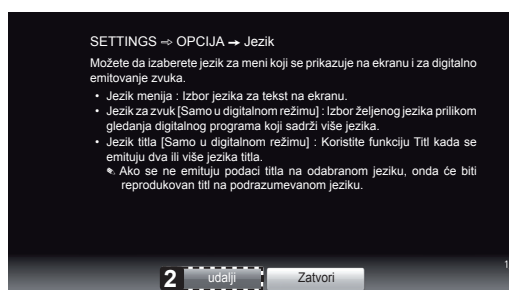 SETTINGS ⇨ OPCIJA ➞ Jezik
Možete da izaberete jezik za meni koji se prikazuje na ekranu i za digitalno
emitovanje zvuka.
• Jezik menija : Izbor jezika za tekst na ekranu.
• Jezik za zvuk [Samo u digitalnom režimu] : Izbor željenog jezika prilikom
gledanja digitalnog programa koji sadrži više jezika.
• Jezik titla [Samo u digitalnom režimu] : Koristite funkciju Titl kada se
emituju dva ili više jezika titla.
✎ Ako se ne emituju podaci titla na odabranom jeziku, onda će biti
reprodukovan titl na podrazumevanom jeziku.
1
2 udalji Zatvori